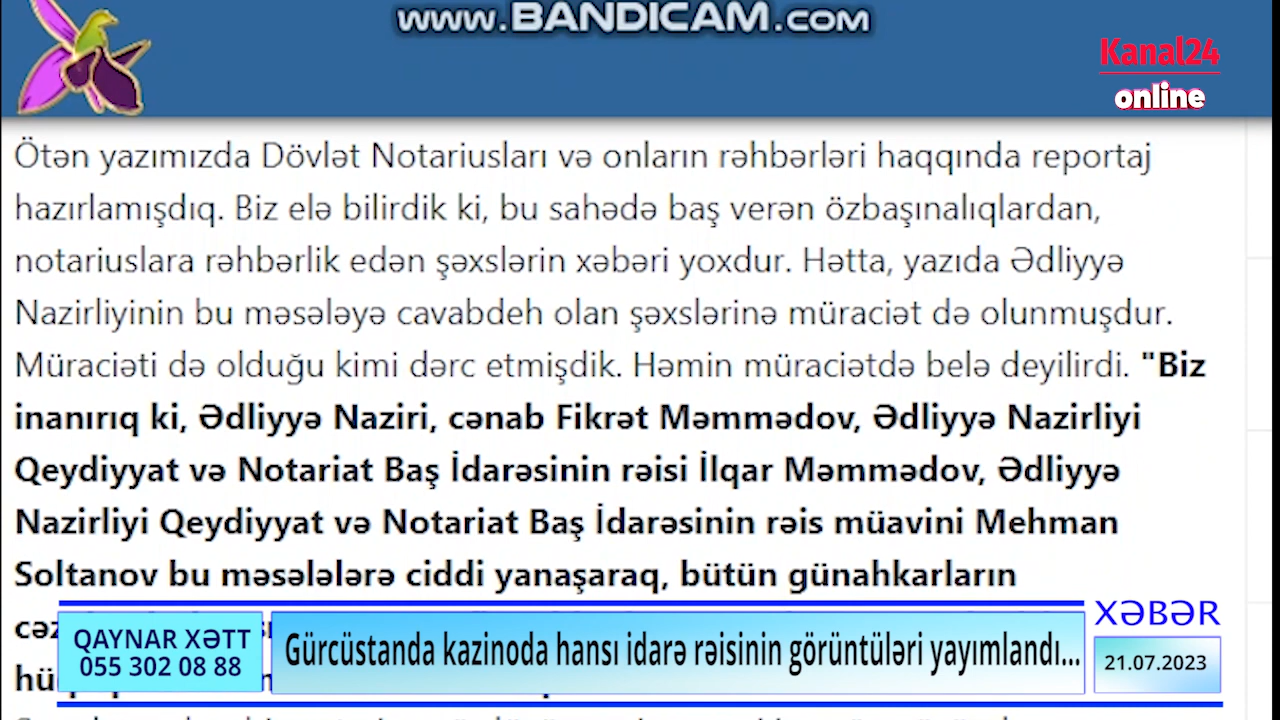 www.BANDICAM.com
Kanal24
online
Ötən yazımızda Dövlət Notariusları və onların rəhbərləri haqqında reportaj
hazırlamışdıq. Biz elə bilirdik ki, bu sahədə baş verən özbaşınalıqlardan,
notariuslara rəhbərlik edən şəxslərin xəbəri yoxdur. Hətta, yazıda Ədliyyə
Nazirliyinin bu məsələyə cavabdeh olan şəxslərinə müraciət də olunmuşdur.
Müraciəti də olduğu kimi dərc etmişdik. Həmin müraciətdə belə deyilirdi. "Biz
inanırıq ki, Ədliyyə Naziri, cənab Fikrət Məmmədov, Ədliyyə Nazirliyi
Qeydiyyat və Notariat Baş İdarəsinin rəisi İlqar Məmmədov, Ədliyyə
Nazirliyi Qeydiyyat və Notariat Baş İdarəsinin rəis müavini Mehman
Soltanov bu məsələlərə ciddi yanaşaraq, bütün günahkarların
QAYNAR XƏTT
055 302 08 88
Gürcüstanda kazinoda hansı idarə rəisinin görüntüləri yayımlandı...
XƏBƏR
21.07.2023